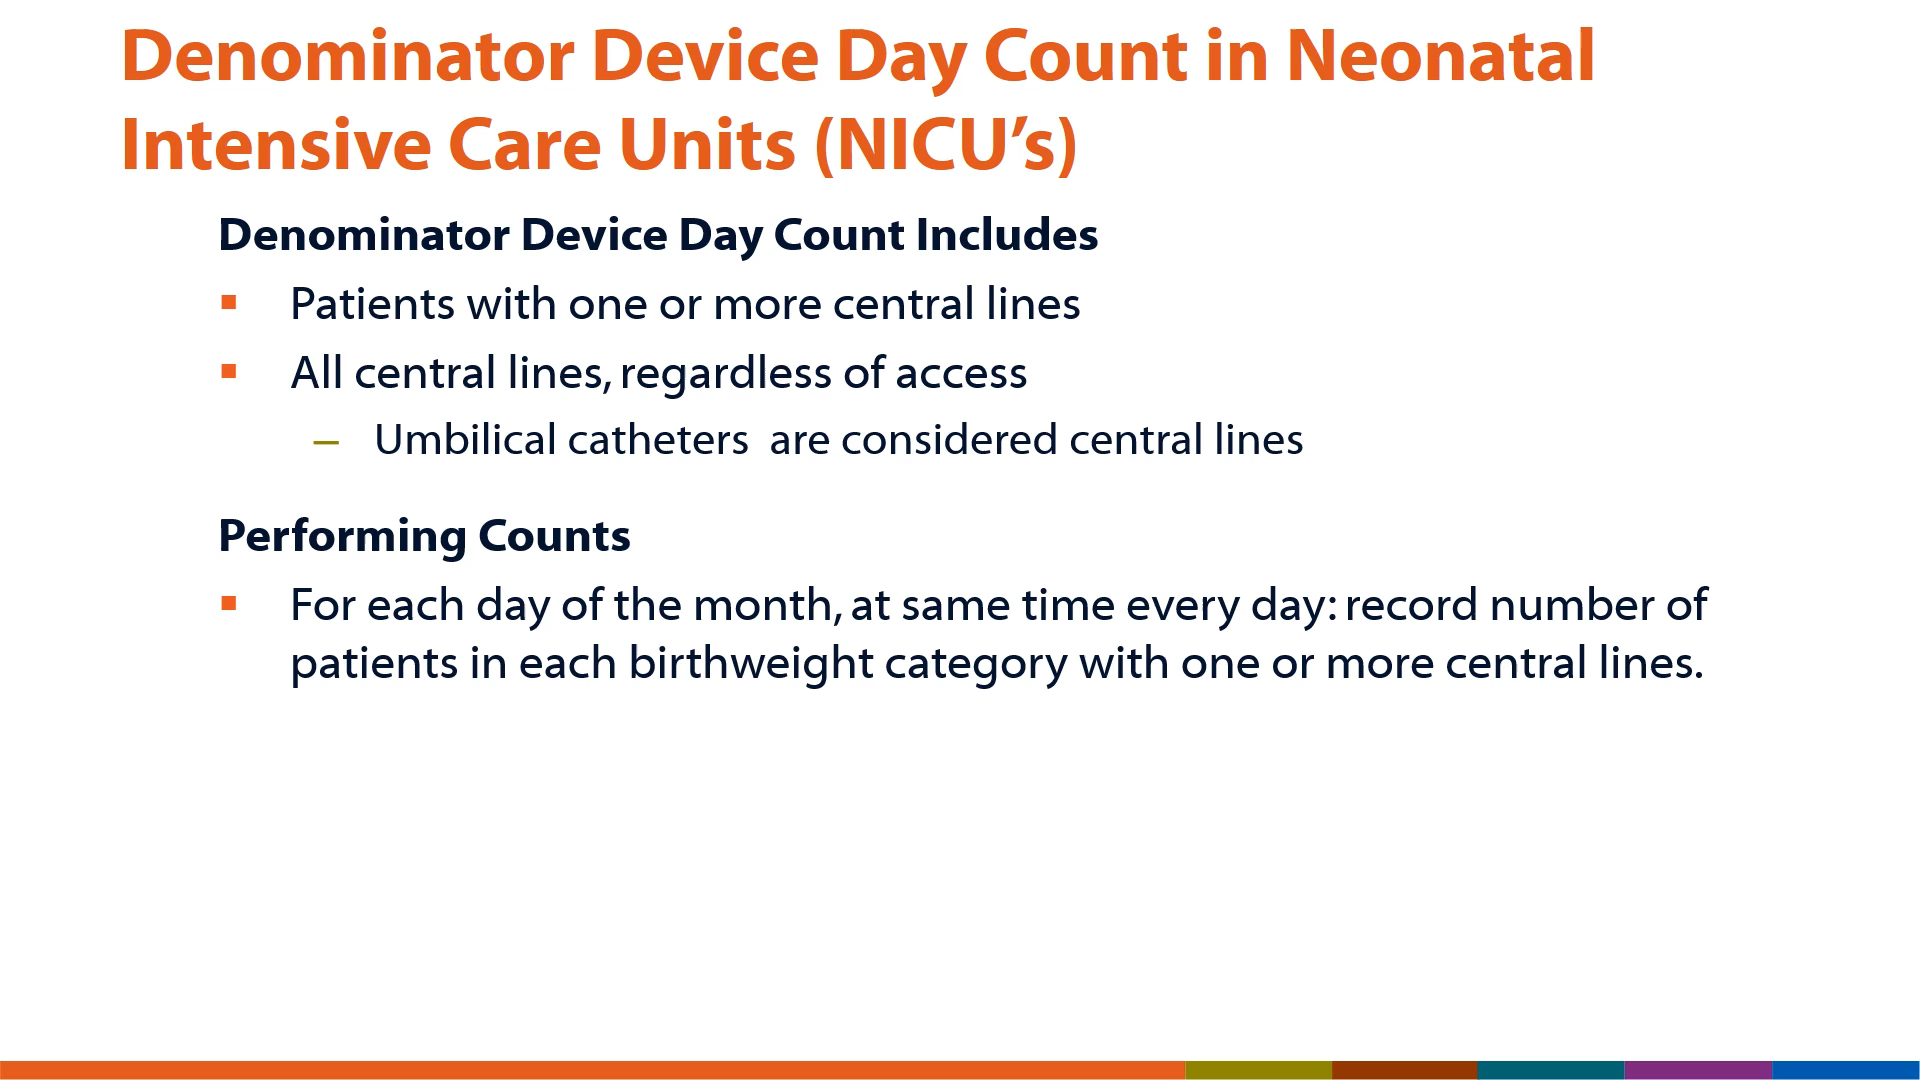 Denominator Device Day Count in Neonatal
Intensive Care Units (NICU’s)
Denominator Device Day Count Includes
▪ Patients with one or more central lines
▪ All central lines, regardless of access
– Umbilical catheters  are considered central lines
Performing Counts
▪ For each day of the month, at same time every day: record number of
patients in each birthweight category with one or more central lines.